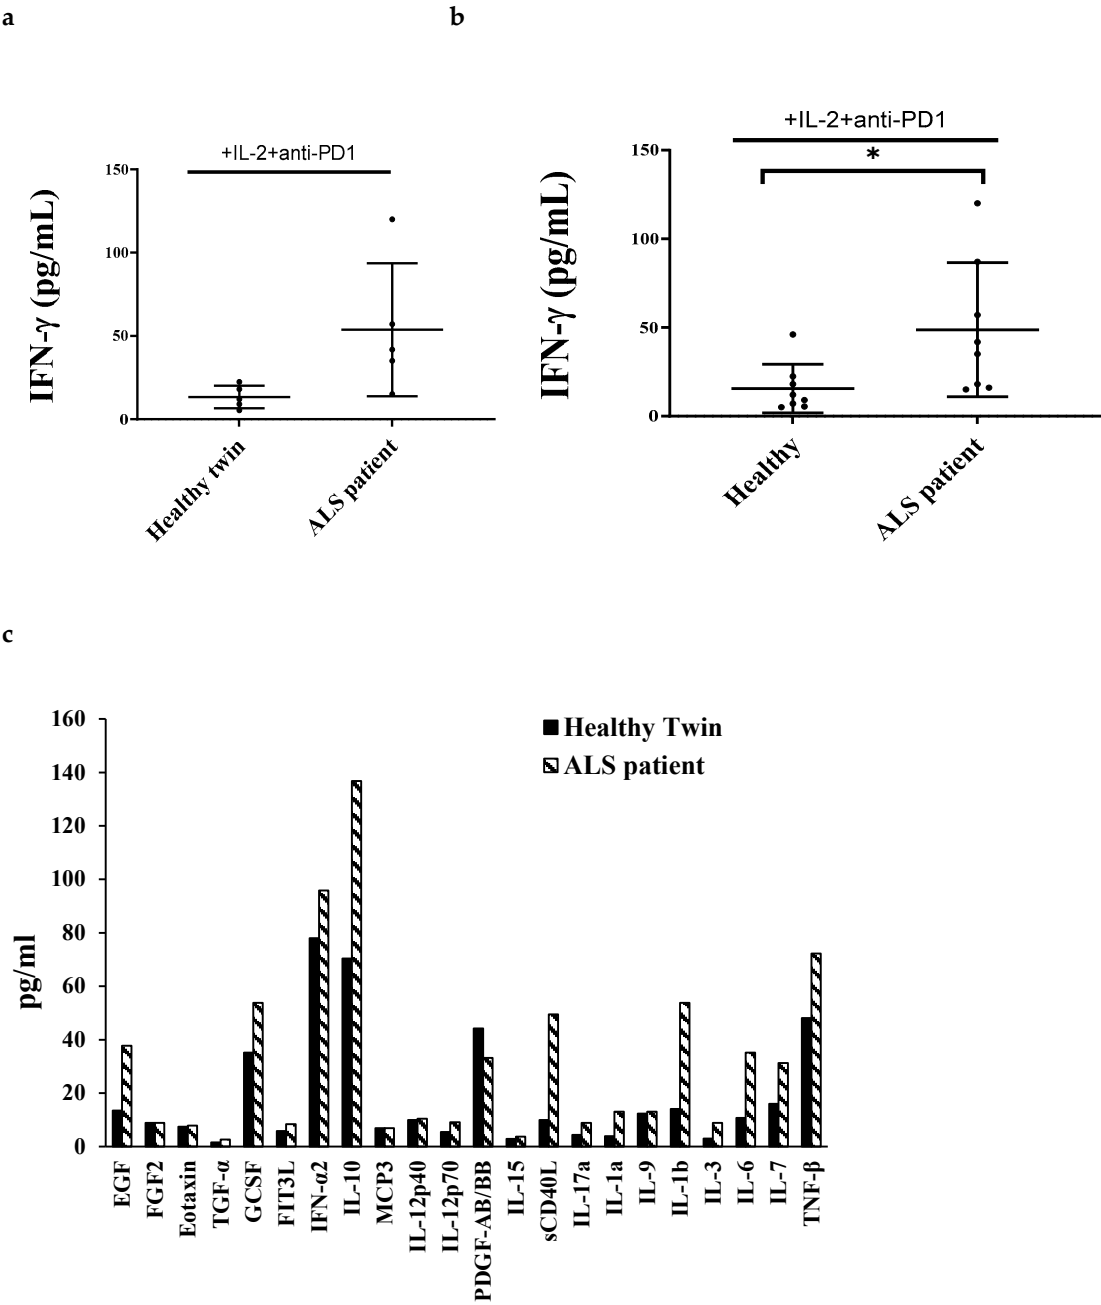 a
b
+IL-2+anti-PD1
150
100
50
0
IFN-γ (pg/mL)
Healthy twin
ALS patient
+IL-2+anti-PD1
*
150
100
50
0
IFN-γ (pg/mL)
Healthy
ALS patient
c
Healthy Twin
ALS patient
160
140
120
100
80
60
40
20
0
pg/ml
EGF
FGF2
Eotaxin
TGF-α
GCSF
FIT3L
IFN-α2
IL-10
MCP3
IL-12p40
IL-12p70
PDGF-AB/BB
IL-15
sCD40L
IL-17a
IL-1a
IL-9
IL-1b
IL-3
IL-6
IL-7
TNF-β